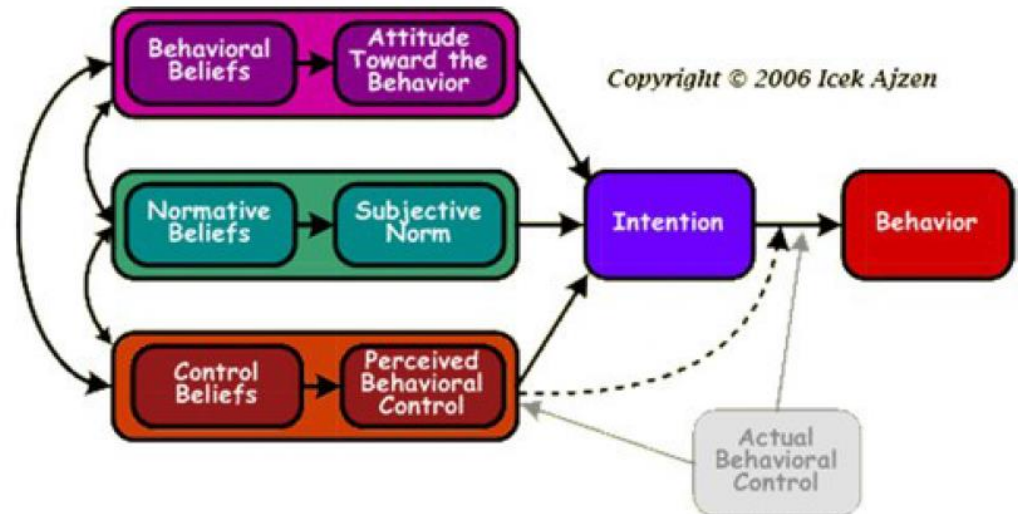 Behavioral
Beliefs
Attitude
Toward the
Behavior
Copyright © 2006 Icek Ajzen
Normative
Beliefs
Subjective
Norm
Intention
Behavior
Control
Beliefs
Perceived
Behavioral
Control
Actual
Behavioral
Control